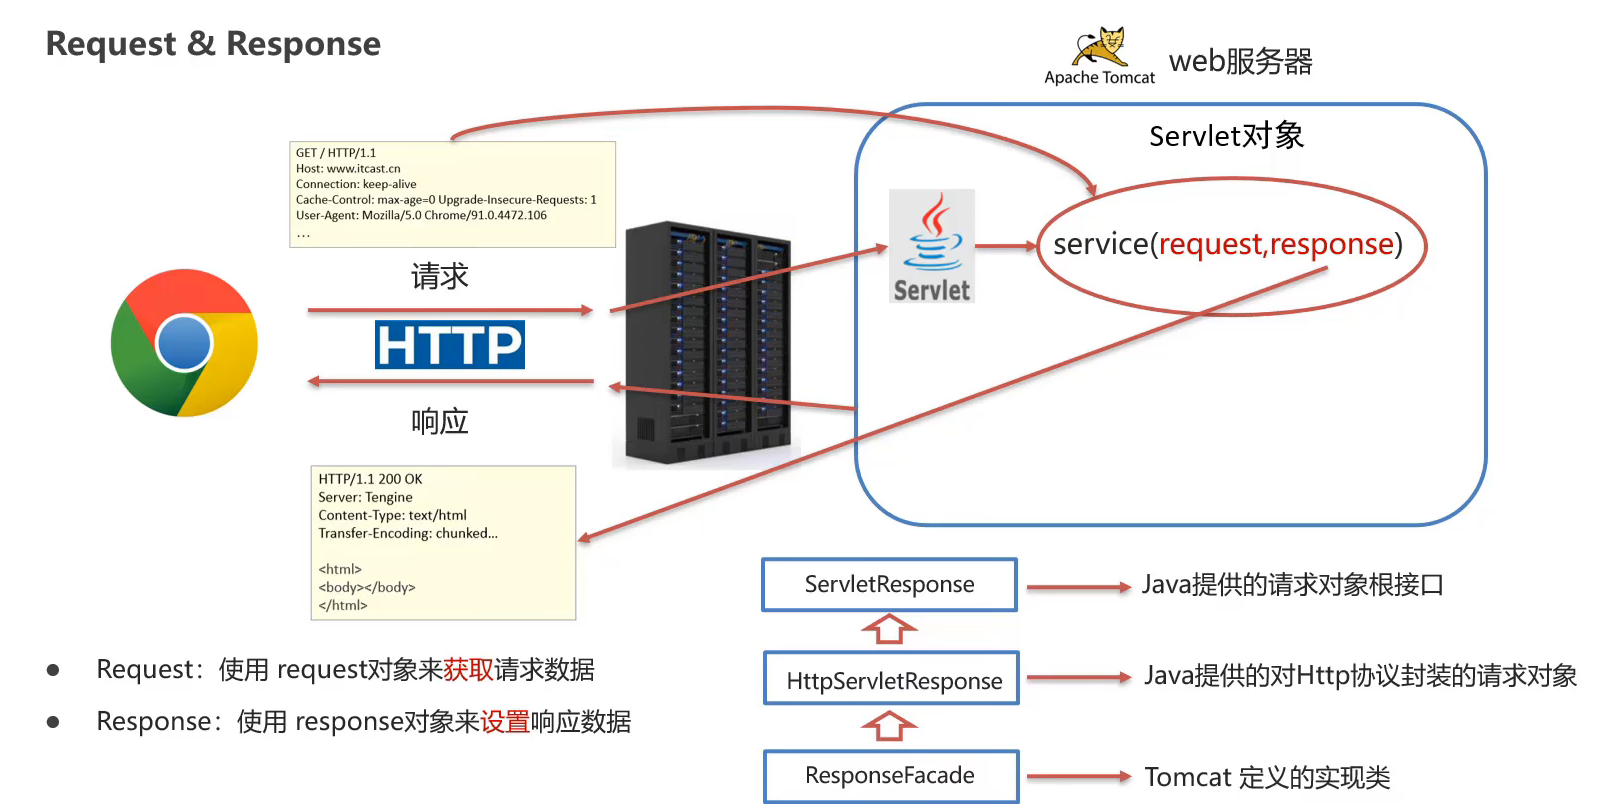 Request & Response
Apache Tomcat
web服务器
Servlet对象
GET / HTTP/1.1
Host: www.itcast.cn
Connection: keep-alive
Cache-Control: max-age=0 Upgrade-Insecure-Requests: 1
User-Agent: Mozilla/5.0 Chrome/91.0.4472.106
...
请求
HTTP
响应
Servlet
service(request,response)
HTTP/1.1 200 OK
Server: Tengine
Content-Type: text/html
Transfer-Encoding: chunked...
<html>
<body></body>
</html>
ServletResponse
Java提供的请求对象根接口
HttpServletResponse
Java提供的对Http协议封装的请求对象
ResponseFacade
Tomcat 定义的实现类
● Request：使用 request对象来获取请求数据
● Response：使用 response对象来设置响应数据